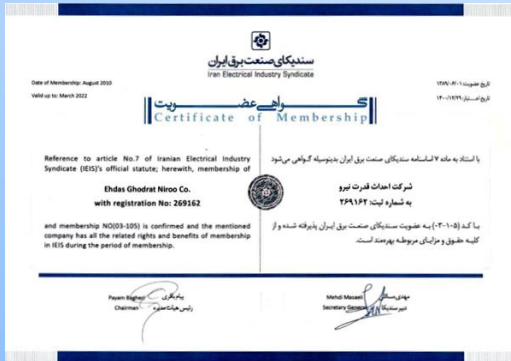 سندیکای صنعت برق ایران
Iran Electrical Industry Syndicate
Date of Membership: August 2010
تاریخ عضویت: ۱۳۸۹/۰۶/۰۱
Valid up to: March 2022
تاریخ اعتبار: ۱۴۰۰/۱۲/۲۹
گواهی عضویت
Certificate of Membership
Reference to article No.7 of Iranian Electrical Industry
Syndicate (IEIS)'s official statute; herewith, membership of
Ehdas Ghodrat Niroo Co.
with registration No: 269162
and membership NO(03-105) is confirmed and the mentioned
company has all the related rights and benefits of membership
in IEIS during the period of membership.
با استناد به ماده ۷ اساسنامه سندیکای صنعت برق ایران بدینوسیله گواهی می‌شود
شرکت احداث قدرت نیرو
به شماره ثبت: ۲۶۹۱۶۲
با کد (۱۰۵-۰۳) به عضویت سندیکای صنعت برق ایران پذیرفته شده و از
کلیه حقوق و مزایای مربوطه بهره‌مند است.
Payam Bagheri
Chairman
پیام باقری
رئیس هیئت مدیره
Mehdi Masaeli
Secretary General
مهدی مسائلی
دبیر سندیکا